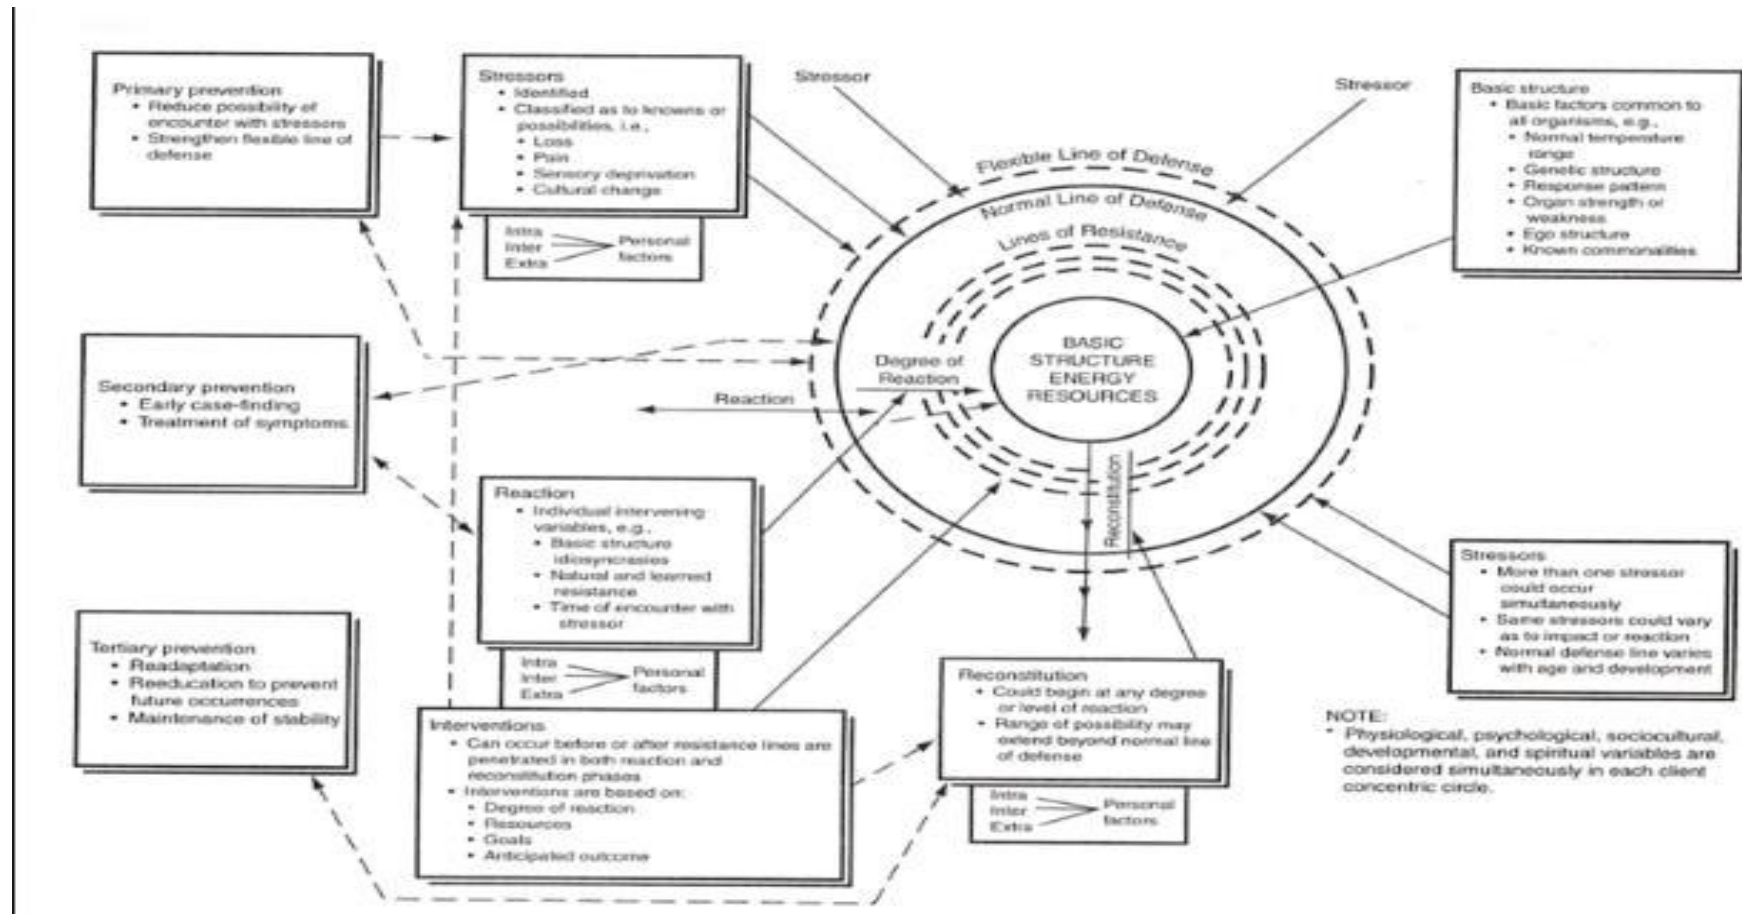 Primary prevention
• Reduce possibility of
encounter with stressors
• Strengthen flexible line of
defense
Stressors
• Identified
• Classified as to knowns or
possibilities, i.e.,
• Loss
• Pain
• Sensory deprivation
• Cultural change
Intra
Inter
Extra
Personal
factors
Stressor
Stressor
Basic structure
• Basic factors common to
all organisms, e.g.,
• Normal temperature
range
• Genetic structure
• Response pattern
• Organ strength or
weakness
• Ego structure
• Known commonalities
Flexible Line of Defense
Normal Line of Defense
Lines of Resistance
BASIC
STRUCTURE
ENERGY
RESOURCES
Degree of
Reaction
Reaction
Reconstitution
Secondary prevention
• Early case-finding
• Treatment of symptoms
Reaction
• Individual intervening
variables, e.g.,
• Basic structure
idiosyncrasies
• Natural and learned
resistance
• Time of encounter with
stressor
Intra
Inter
Extra
Personal
factors
Stressors
• More than one stressor
could occur
simultaneously
• Same stressors could vary
as to impact or reaction
• Normal defense line varies
with age and development
Tertiary prevention
• Readaptation
• Reeducation to prevent
future occurrences
• Maintenance of stability
Interventions
• Can occur before or after resistance lines are
penetrated in both reaction and
reconstitution phases
• Interventions are based on:
• Degree of reaction
• Resources
• Goals
• Anticipated outcome
Reconstitution
• Could begin at any degree
or level of reaction
• Range of possibility may
extend beyond normal line
of defense
Intra
Inter
Extra
Personal
factors
NOTE:
* Physiological, psychological, sociocultural,
developmental, and spiritual variables are
considered simultaneously in each client
concentric circle.